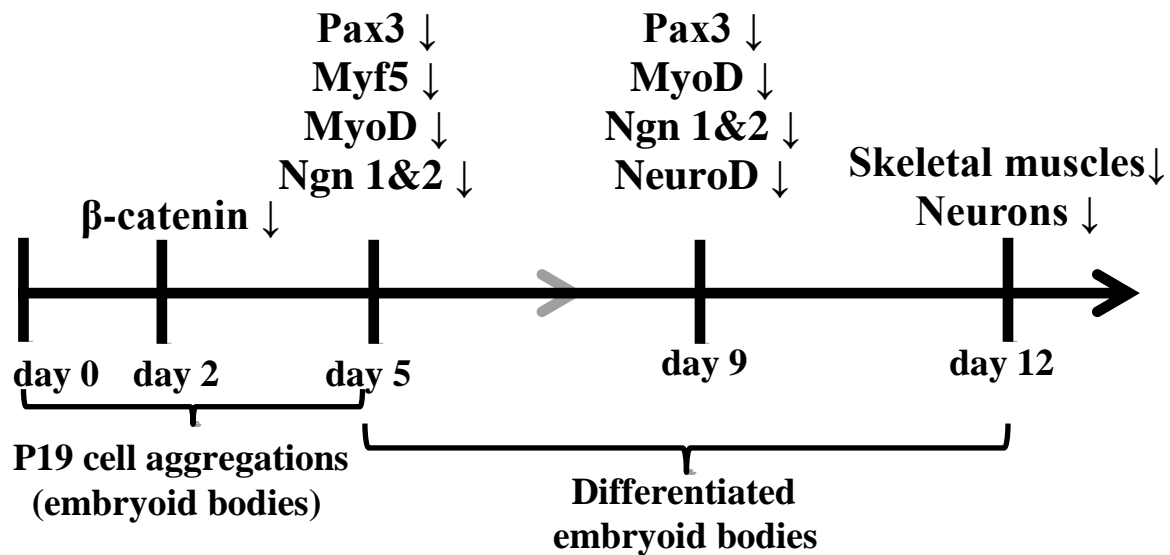 Pax3 ↓
Myf5 ↓
MyoD ↓
Ngn 1&2 ↓
Pax3 ↓
MyoD ↓
Ngn 1&2 ↓
NeuroD ↓
Skeletal muscles↓
Neurons ↓
β-catenin ↓
day 0
day 2
day 5
day 9
day 12
P19 cell aggregations
(embryoid bodies)
Differentiated
embryoid bodies